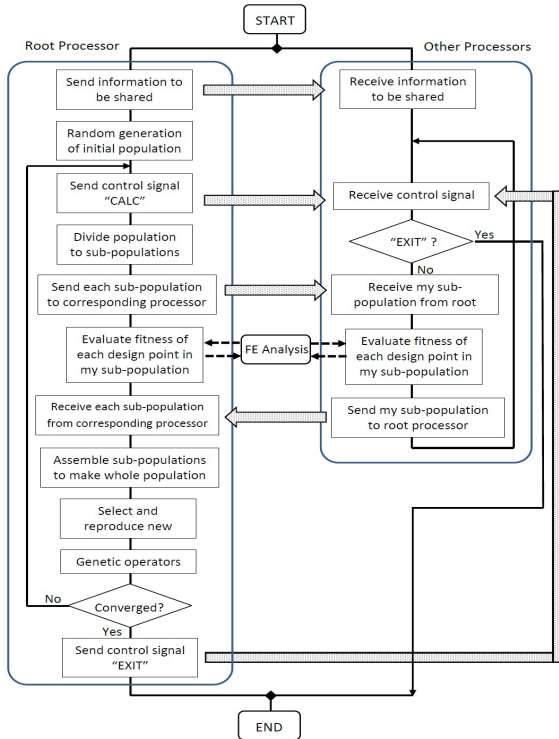 START
Root Processor
Other Processors
Send information to
be shared
Receive information
to be shared
Random generation
of initial population
Send control signal
“CALC”
Receive control signal
Divide population
to sub-populations
“EXIT” ?
Yes
No
Send each sub-population
to corresponding processor
Receive my sub-
population from root
Evaluate fitness of
each design point in
my sub-population
FE Analysis
Evaluate fitness of
each design point in
my sub-population
Receive each sub-population
from corresponding processor
Send my sub-population
to root processor
Assemble sub-populations
to make whole population
Select and
reproduce new
Genetic operators
No
Converged?
Yes
Send control signal
“EXIT”
END